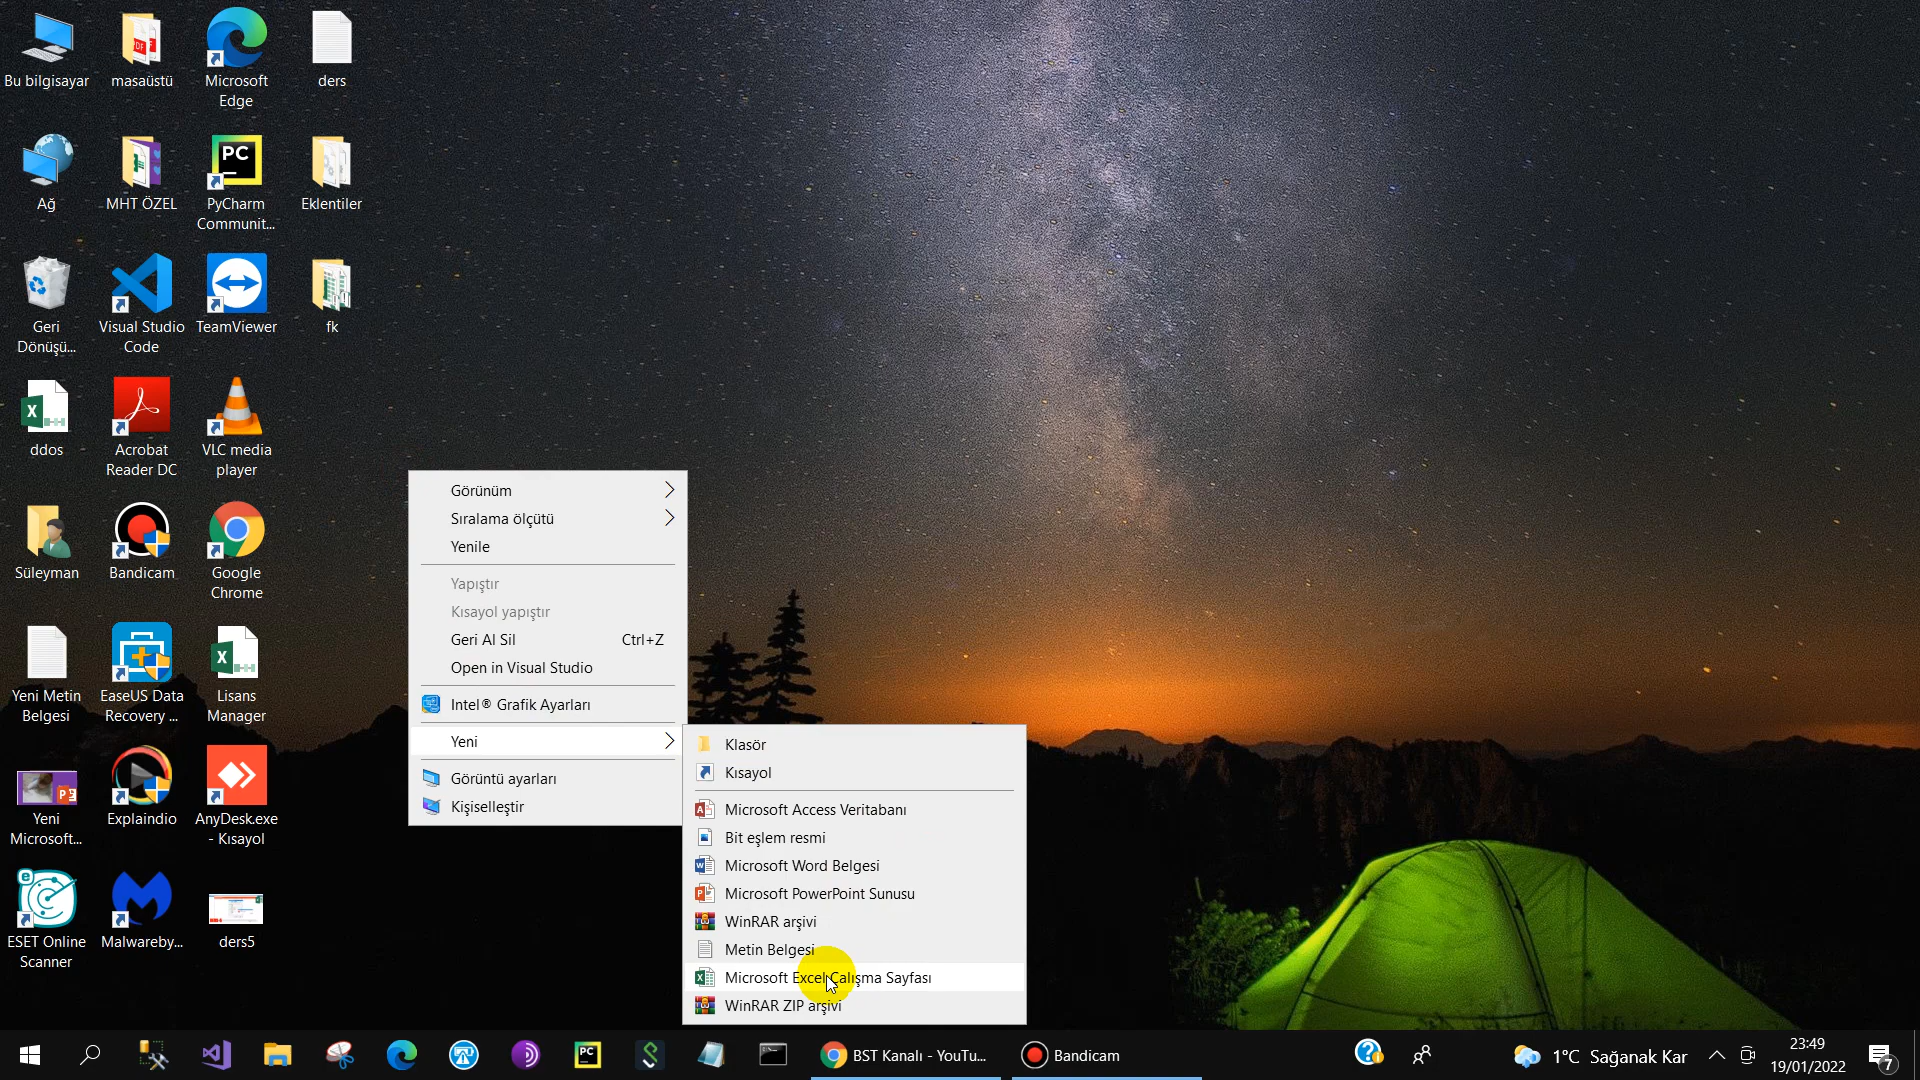 Bu bilgisayar
masaüstü
Microsoft
Edge
ders
Ağ
MHT ÖZEL
PyCharm
Communit...
Eklentiler
Geri
Dönüşü...
Visual Studio
Code
TeamViewer
fk
ddos
Acrobat
Reader DC
VLC media
player
Süleyman
Bandicam
Google
Chrome
Yeni Metin
Belgesi
EaseUS Data
Recovery ...
Lisans
Manager
Yeni
Microsoft...
Explaindio
AnyDesk.exe
- Kısayol
ESET Online
Scanner
Malwareby...
ders5
Görünüm
Sıralama ölçütü
Yenile
Yapıştır
Kısayol yapıştır
Geri Al Sil Ctrl+Z
Open in Visual Studio
Intel® Grafik Ayarları
Yeni
Görüntü ayarları
Kişiselleştir
Klasör
Kısayol
Microsoft Access Veritabanı
Bit eşlem resmi
Microsoft Word Belgesi
Microsoft PowerPoint Sunusu
WinRAR arşivi
Metin Belgesi
Microsoft Excel Çalışma Sayfası
WinRAR ZIP arşivi
BST Kanalı - YouTu...
Bandicam
1°C Sağanak Kar
23:49
19/01/2022
7